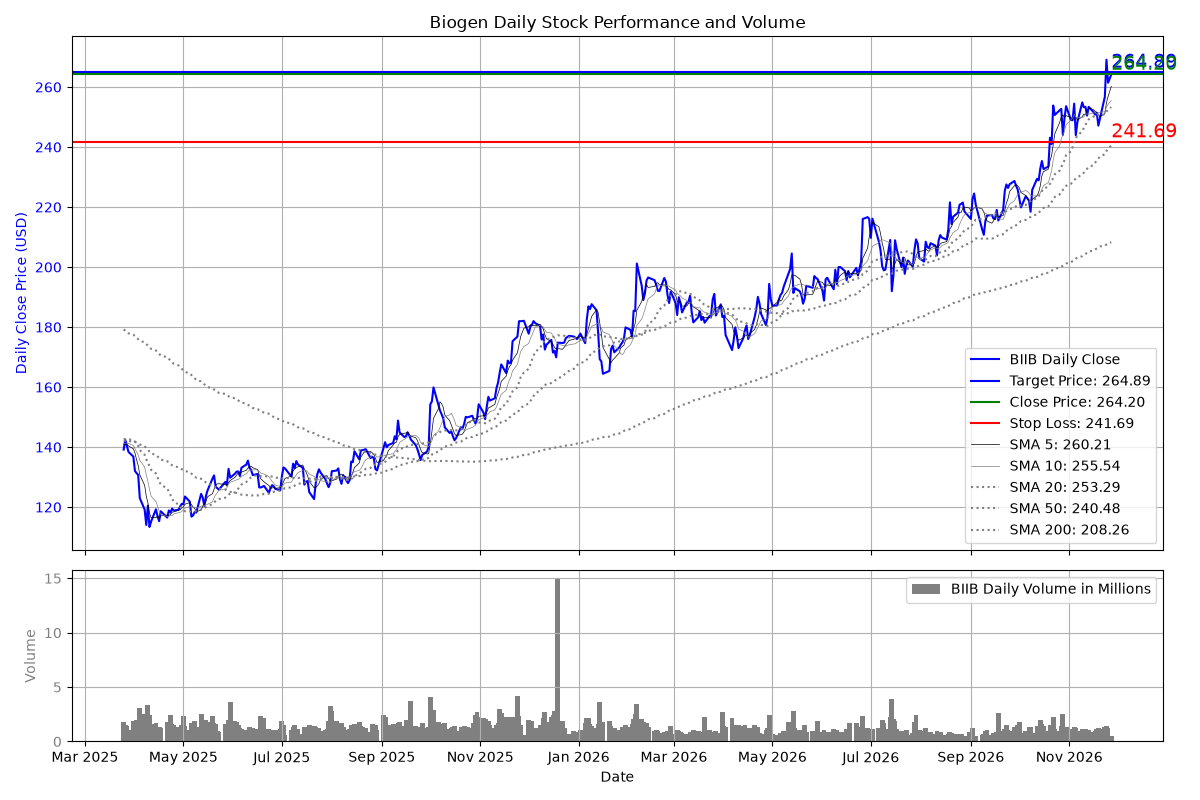 Biogen Daily Stock Performance and Volume
Daily Close Price (USD)
260
240
220
200
180
160
140
120
264.89
264.20
241.69
BIIB Daily Close
Target Price: 264.89
Close Price: 264.20
Stop Loss: 241.69
SMA 5: 260.21
SMA 10: 255.54
SMA 20: 253.29
SMA 50: 240.48
SMA 200: 208.26
Volume
15
10
5
0
BIIB Daily Volume in Millions
Mar 2025
May 2025
Jul 2025
Sep 2025
Nov 2025
Jan 2026
Mar 2026
May 2026
Jul 2026
Sep 2026
Nov 2026
Date